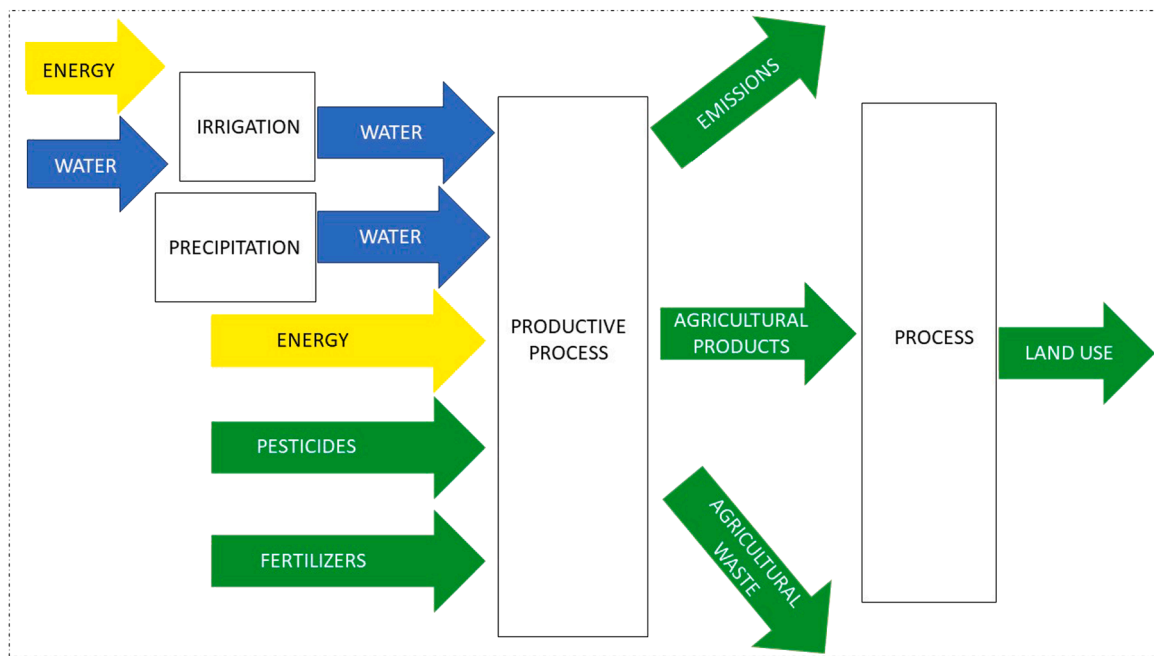 ENERGY
WATER
IRRIGATION
WATER
PRECIPITATION
WATER
ENERGY
PESTICIDES
FERTILIZERS
PRODUCTIVE
PROCESS
EMISSIONS
AGRICULTURAL
PRODUCTS
AGRICULTURAL
WASTE
PROCESS
LAND USE